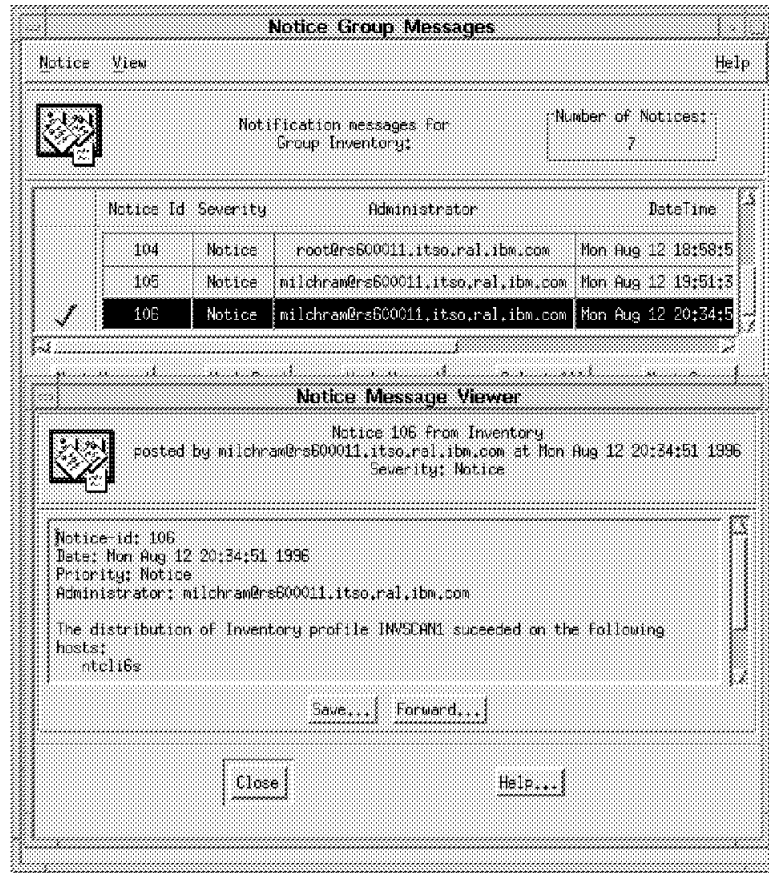 Notice Group Messages
Notice View Help
Notification messages for
Group Inventory:
Number of Notices:
7
Notice Id Severity Administrator DateTime
104 Notice root@rs600011.itso.ral.ibm.com Mon Aug 12 18:58:5
105 Notice milchram@rs600011.itso.ral.ibm.com Mon Aug 12 19:51:3
106 Notice milchram@rs600011.itso.ral.ibm.com Mon Aug 12 20:34:5
Notice Message Viewer
Notice 106 from Inventory
posted by milchram@rs600011.itso.ral.ibm.com at Mon Aug 12 20:34:51 1996
Severity: Notice
Notice-id: 106
Date: Mon Aug 12 20:34:51 1996
Priority: Notice
Administrator: milchram@rs600011.itso.ral.ibm.com
The distribution of Inventory profile INVSCAN1 suceeded on the following
hosts:
ntcli6s
Save... Forward...
Close Help...